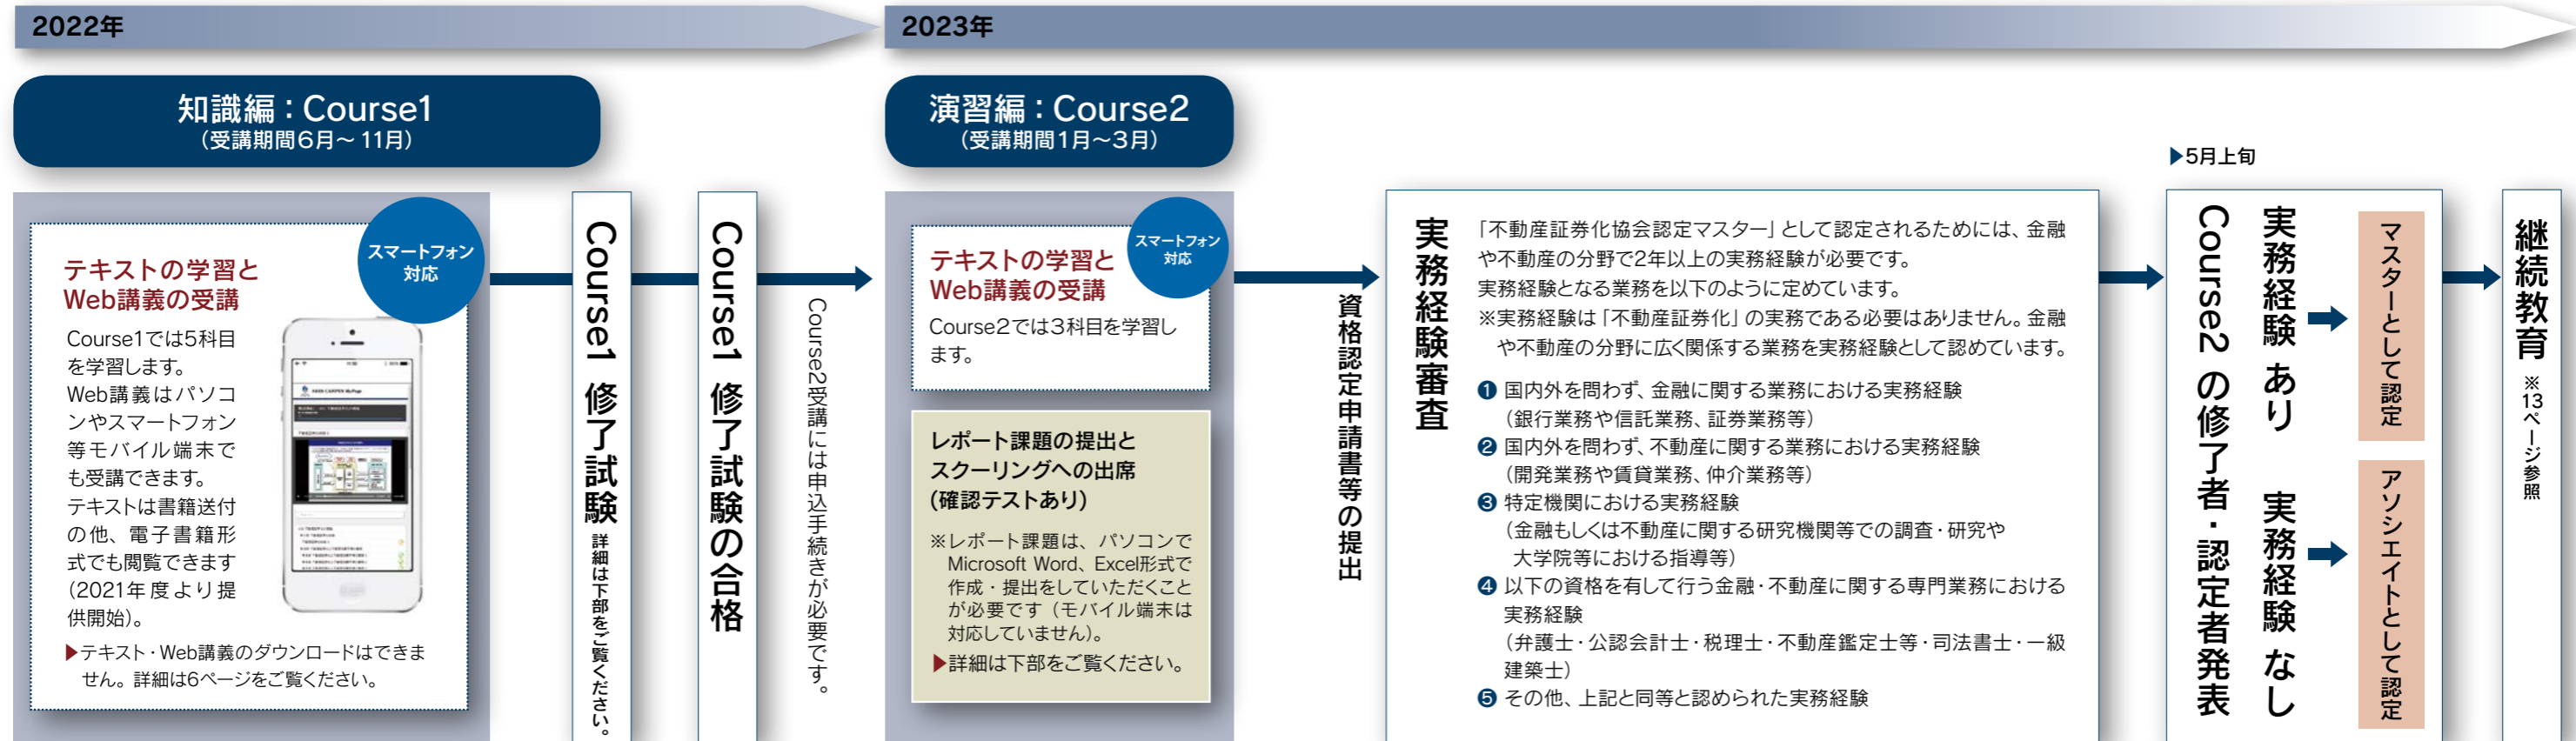 2022年
2023年
知識編：Course1
（受講期間6月～11月）
スマートフォン
対応
テキストの学習と
Web講義の受講
Course1では5科目
を学習します。
Web講義はパソコ
ンやスマートフォン
等モバイル端末で
も受講できます。
テキストは書籍送付
の他、電子書籍形
式でも閲覧できます
（2021年度より提
供開始）。
▶テキスト・Web講義のダウンロードはできま
せん。詳細は6ページをご覧ください。
Course1 修了試験 詳細は下部をご覧ください。
Course1 修了試験の合格
Course2受講には申込手続きが必要です。
演習編：Course2
（受講期間1月～3月）
スマートフォン
対応
テキストの学習と
Web講義の受講
Course2では3科目を学習し
ます。
レポート課題の提出と
スクーリングへの出席
（確認テストあり）
※レポート課題は、パソコンで
Microsoft Word、Excel形式で
作成・提出をしていただくこと
が必要です（モバイル端末は
対応していません）。
▶詳細は下部をご覧ください。
資格認定申請書等の提出
実務経験審査
「不動産証券化協会認定マスター」として認定されるためには、金融
や不動産の分野で2年以上の実務経験が必要です。
実務経験となる業務を以下のように定めています。
※実務経験は「不動産証券化」の実務である必要はありません。金融
や不動産の分野に広く関係する業務を実務経験として認めています。
❶ 国内外を問わず、金融に関する業務における実務経験
（銀行業務や信託業務、証券業務等）
❷ 国内外を問わず、不動産に関する業務における実務経験
（開発業務や賃貸業務、仲介業務等）
❸ 特定機関における実務経験
（金融もしくは不動産に関する研究機関等での調査・研究や
大学院等における指導等）
❹ 以下の資格を有して行う金融・不動産に関する専門業務における
実務経験
（弁護士・公認会計士・税理士・不動産鑑定士等・司法書士・一級
建築士）
❺ その他、上記と同等と認められた実務経験
▶5月上旬
Course2 の修了者・認定者発表
実務経験 あり
マスターとして認定
実務経験 なし
アソシエイトとして認定
継続教育 ※13ページ参照